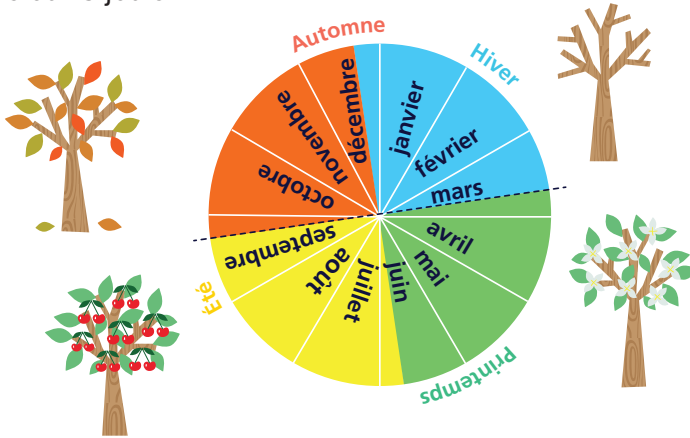 Automne
Hiver
Printemps
Été
janvier
février
mars
avril
mai
juin
juillet
août
septembre
octobre
novembre
décembre